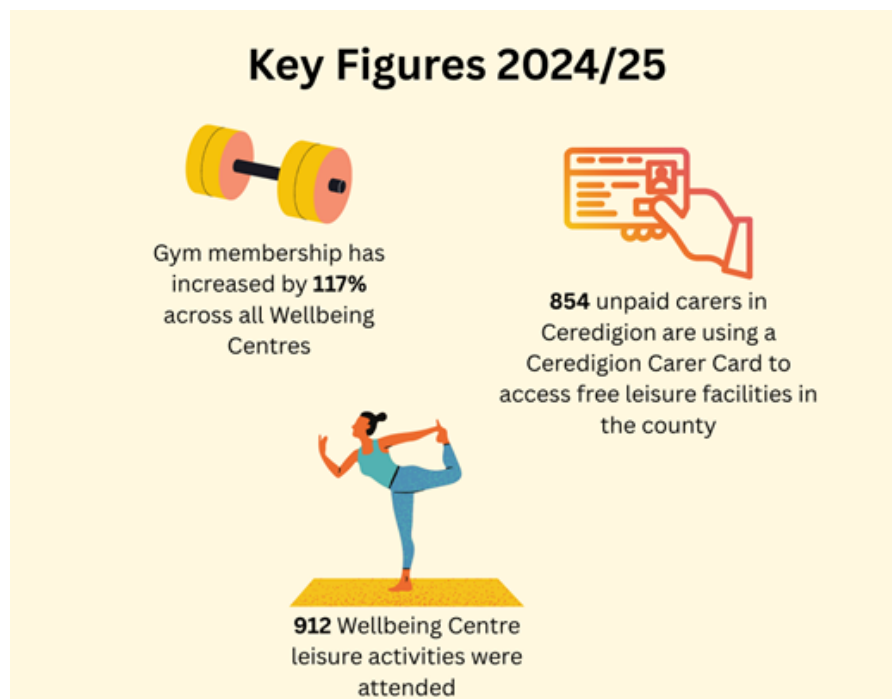 Key Figures 2024/25
Gym membership has
increased by 117%
across all Wellbeing
Centres
854 unpaid carers in
Ceredigion are using a
Ceredigion Carer Card to
access free leisure facilities in
the county
912 Wellbeing Centre
leisure activities were
attended